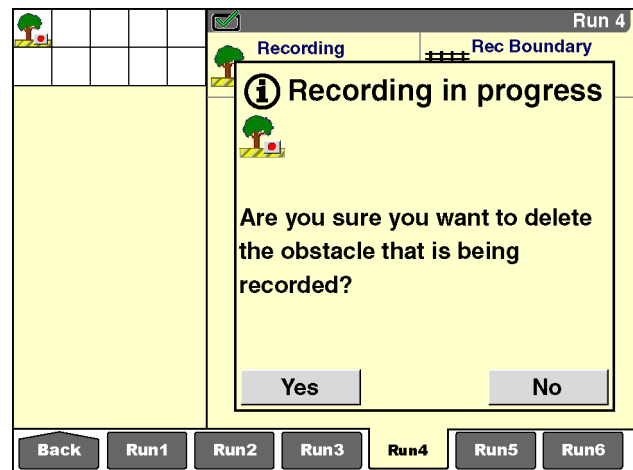 Run 4
Recording
Rec Boundary
Recording in progress
Are you sure you want to delete
the obstacle that is being
recorded?
Yes
No
Back
Run1
Run2
Run3
Run4
Run5
Run6